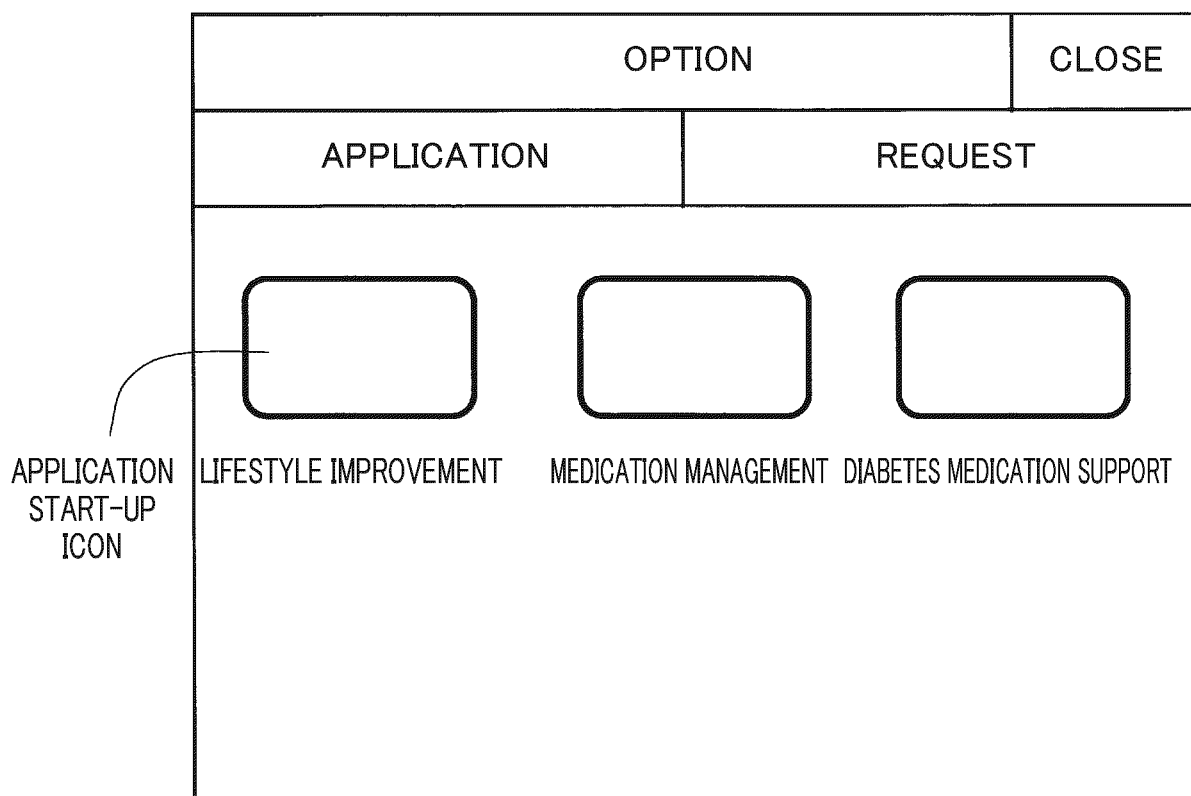 OPTION
CLOSE
APPLICATION
REQUEST
APPLICATION
START-UP
ICON
LIFESTYLE IMPROVEMENT
MEDICATION MANAGEMENT
DIABETES MEDICATION SUPPORT